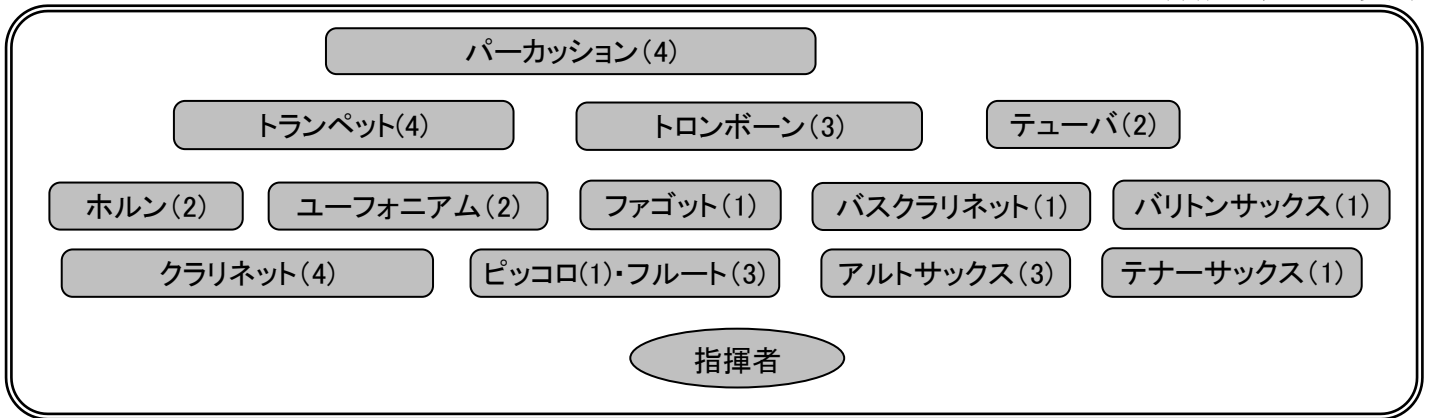 パーカッション(4)
トランペット(4) トロンボーン(3) テューバ(2)
ホルン(2) ユーフォニアム(2) ファゴット(1) バスクラリネット(1) バリトンサックス(1)
クラリネット(4) ピッコロ(1)・フルート(3) アルトサックス(3) テナーサックス(1)
指揮者